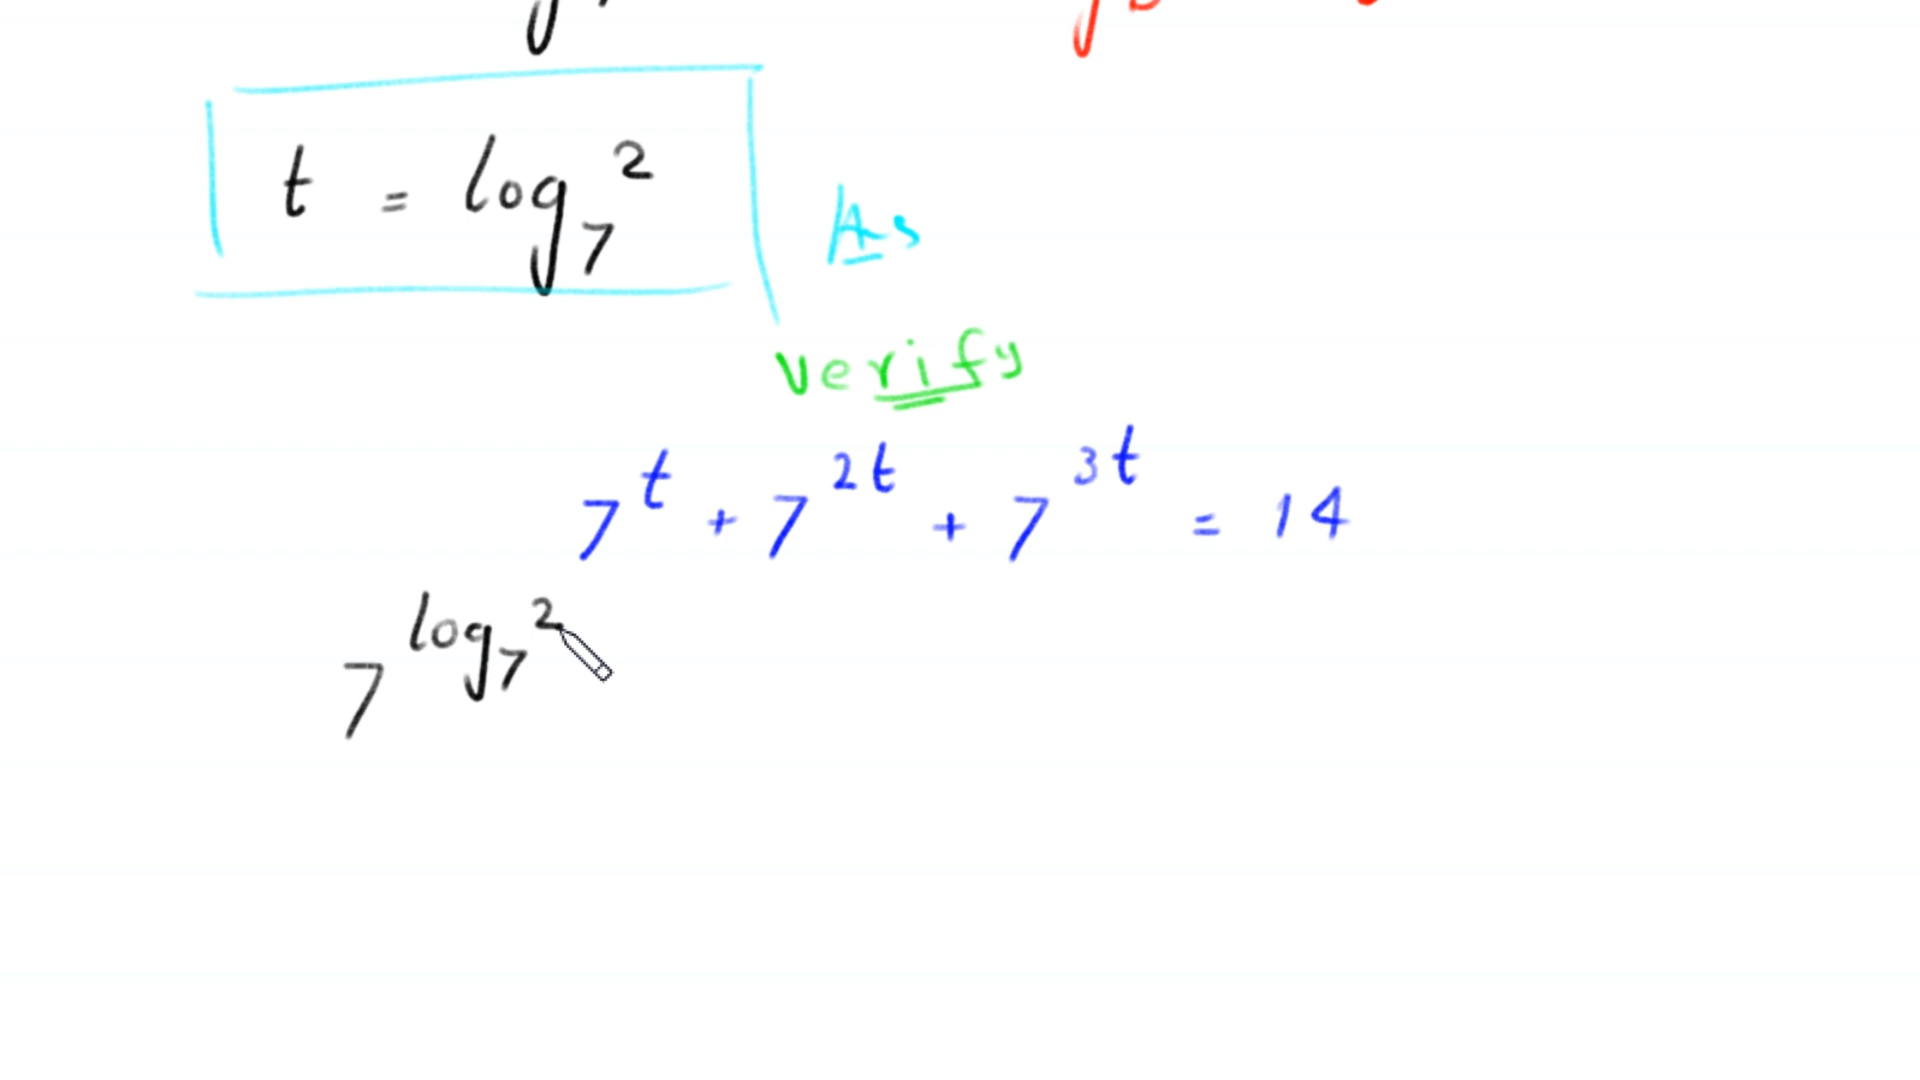 t = log₇²
As
verify
7^t + 7^2t + 7^3t = 14
7^log₇²